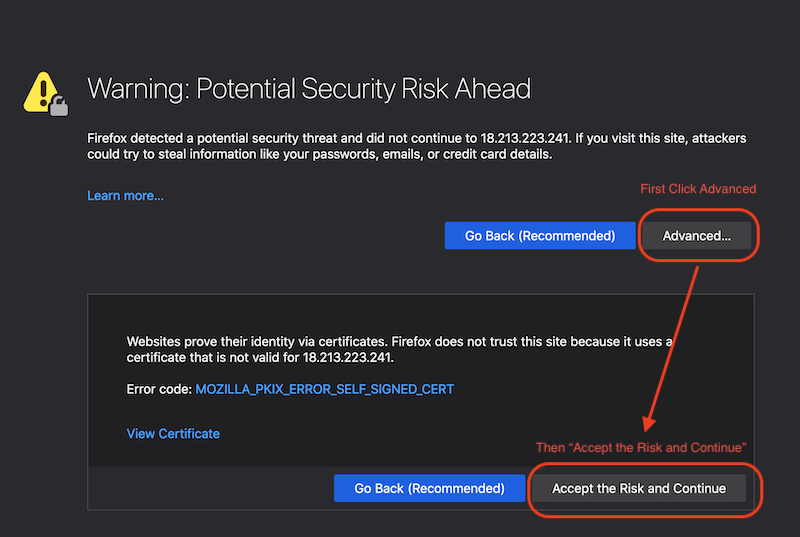 Warning: Potential Security Risk Ahead
Firefox detected a potential security threat and did not continue to 18.213.223.241. If you visit this site, attackers
could try to steal information like your passwords, emails, or credit card details.
Learn more...
First Click Advanced
Go Back (Recommended)
Advanced...
Websites prove their identity via certificates. Firefox does not trust this site because it uses a
certificate that is not valid for 18.213.223.241.
Error code: MOZILLA_PKIX_ERROR_SELF_SIGNED_CERT
View Certificate
Then “Accept the Risk and Continue”
Go Back (Recommended)
Accept the Risk and Continue